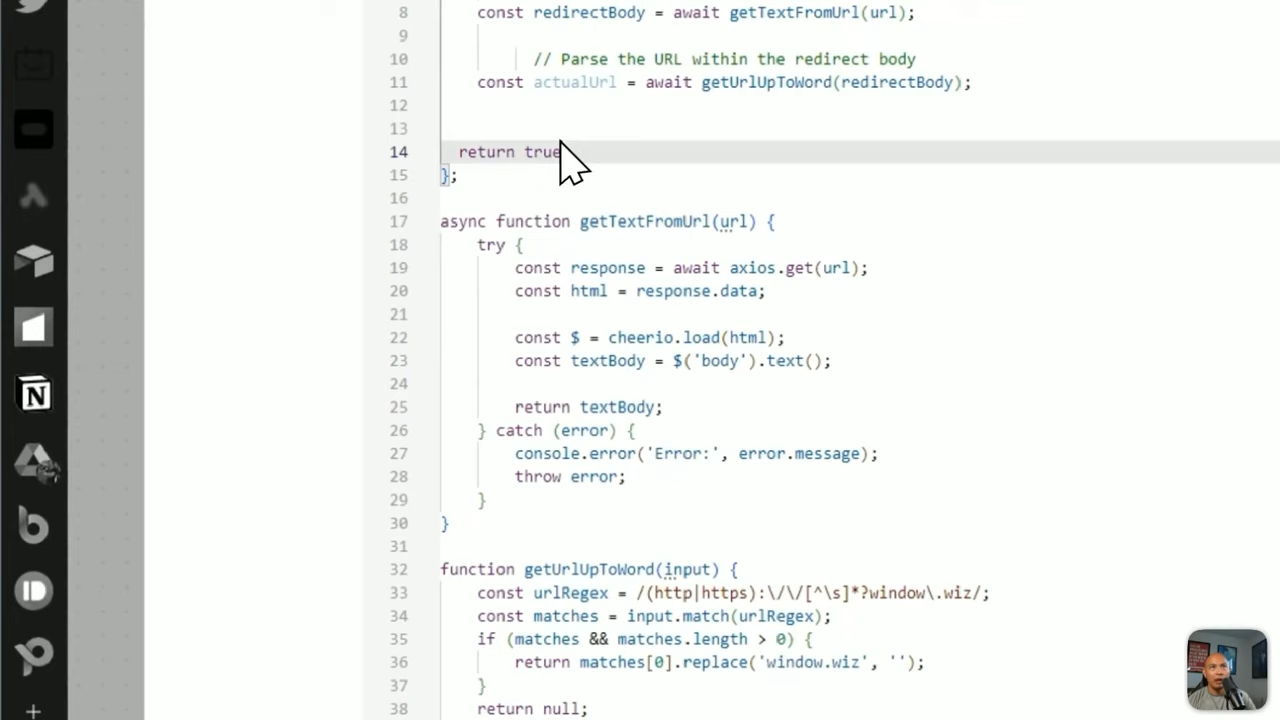 8 const redirectBody = await getTextFromUrl(url);
9
10 // Parse the URL within the redirect body
11 const actualUrl = await getUrlUpToWord(redirectBody);
12
13
14 return true
15 };
16
17 async function getTextFromUrl(url) {
18 try {
19 const response = await axios.get(url);
20 const html = response.data;
21
22 const $ = cheerio.load(html);
23 const textBody = $('body').text();
24
25 return textBody;
26 } catch (error) {
27 console.error('Error:', error.message);
28 throw error;
29 }
30 }
31
32 function getUrlUpToWord(input) {
33 const urlRegex = /(http|https):\/\/[^\s]*?window\.wiz/;
34 const matches = input.match(urlRegex);
35 if (matches && matches.length > 0) {
36 return matches[0].replace('window.wiz', '');
37 }
38 return null;